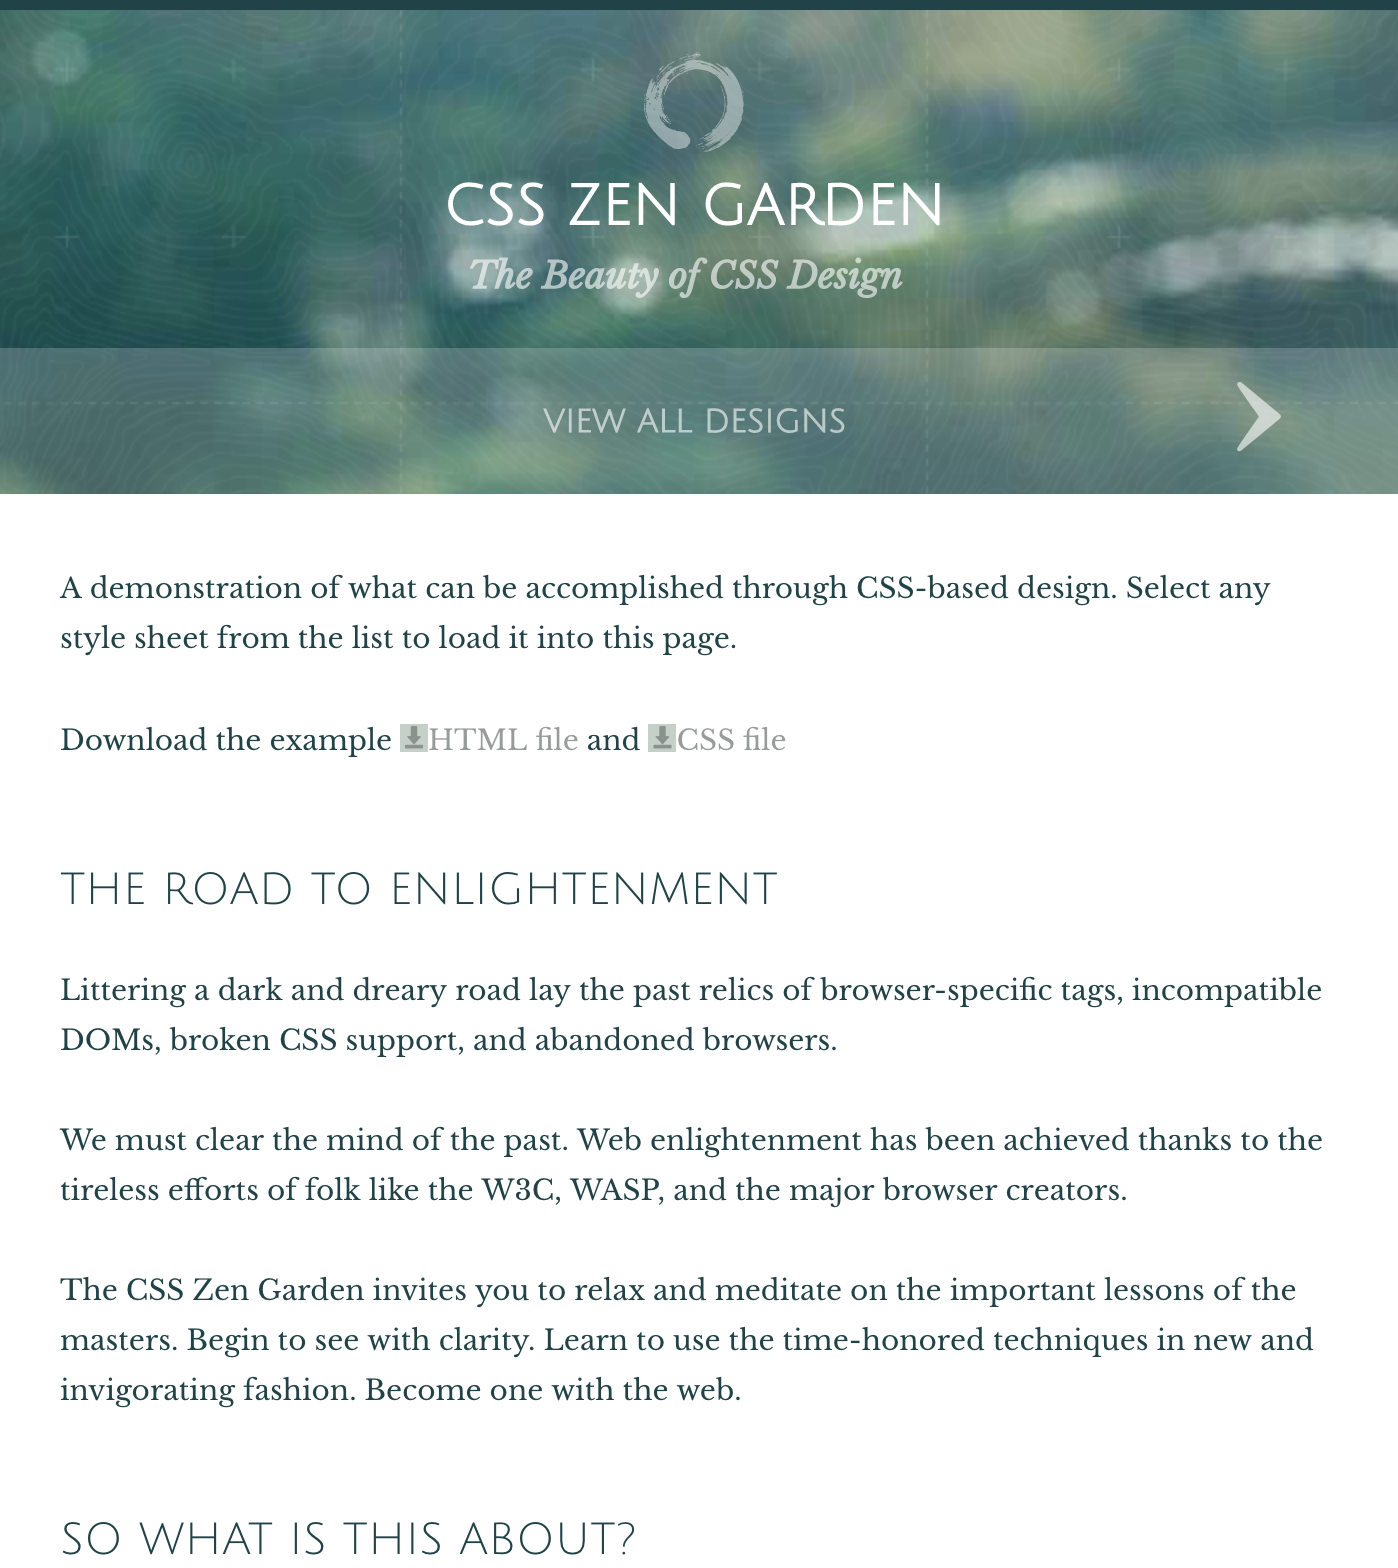 CSS ZEN GARDEN
The Beauty of CSS Design
VIEW ALL DESIGNS
A demonstration of what can be accomplished through CSS-based design. Select any
style sheet from the list to load it into this page.
Download the example HTML file and CSS file
THE ROAD TO ENLIGHTENMENT
Littering a dark and dreary road lay the past relics of browser-specific tags, incompatible
DOMs, broken CSS support, and abandoned browsers.
We must clear the mind of the past. Web enlightenment has been achieved thanks to the
tireless efforts of folk like the W3C, WASP, and the major browser creators.
The CSS Zen Garden invites you to relax and meditate on the important lessons of the
masters. Begin to see with clarity. Learn to use the time-honored techniques in new and
invigorating fashion. Become one with the web.
SO WHAT IS THIS ABOUT?